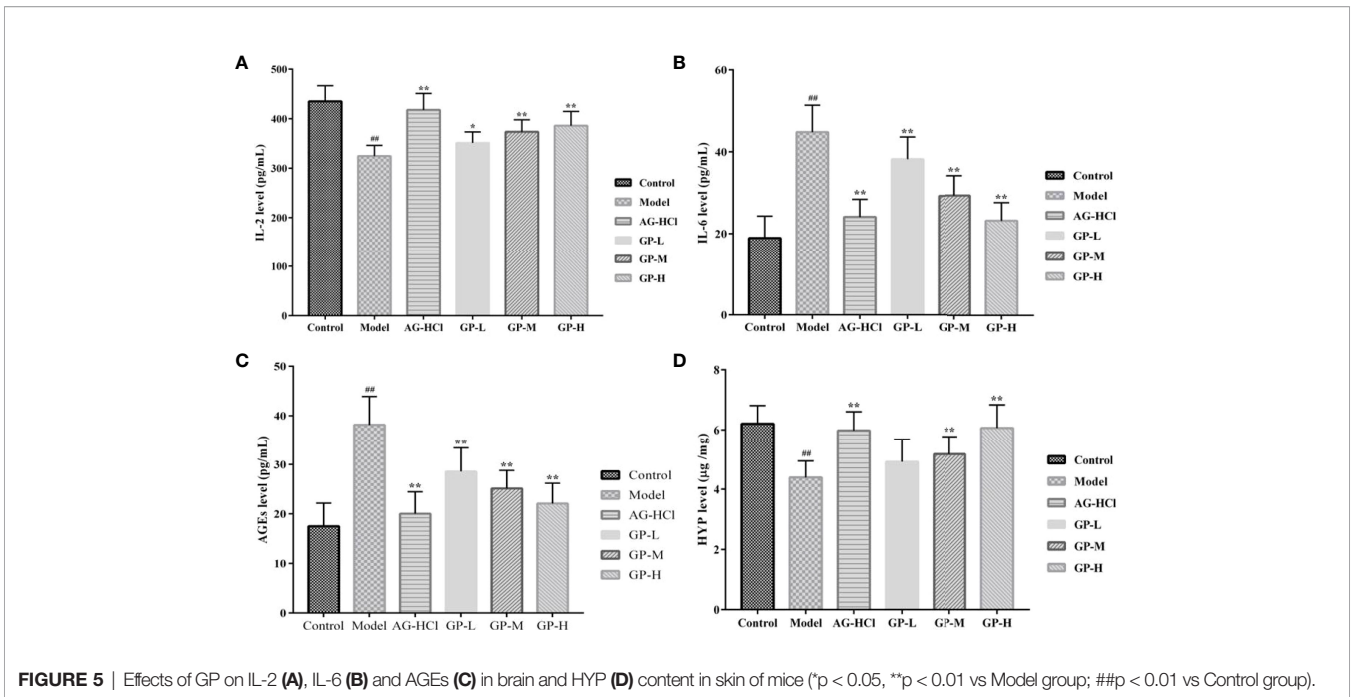 A
IL-2 level (pg/mL)
500
400
300
200
100
0
##
**
*
**
**
Control
Model
AG-HCl
GP-L
GP-M
GP-H
Control
Model
AG-HCl
GP-L
GP-M
GP-H
B
IL-6 level (pg/mL)
60
40
20
0
##
**
**
**
**
Control
Model
AG-HCl
GP-L
GP-M
GP-H
Control
Model
AG-HCl
GP-L
GP-M
GP-H
C
AGEs level (pg/mL)
50
40
30
20
10
0
##
**
**
**
**
Control
Model
AG-HCl
GP-L
GP-M
GP-H
Control
Model
AG-HCl
GP-L
GP-M
GP-H
D
HYP level (μg /mg)
8
6
4
2
0
##
**
**
**
Control
Model
AG-HCl
GP-L
GP-M
GP-H
Control
Model
AG-HCl
GP-L
GP-M
GP-H
FIGURE 5 | Effects of GP on IL-2 (A), IL-6 (B) and AGEs (C) in brain and HYP (D) content in skin of mice (*p < 0.05, **p < 0.01 vs Model group; ##p < 0.01 vs Control group).